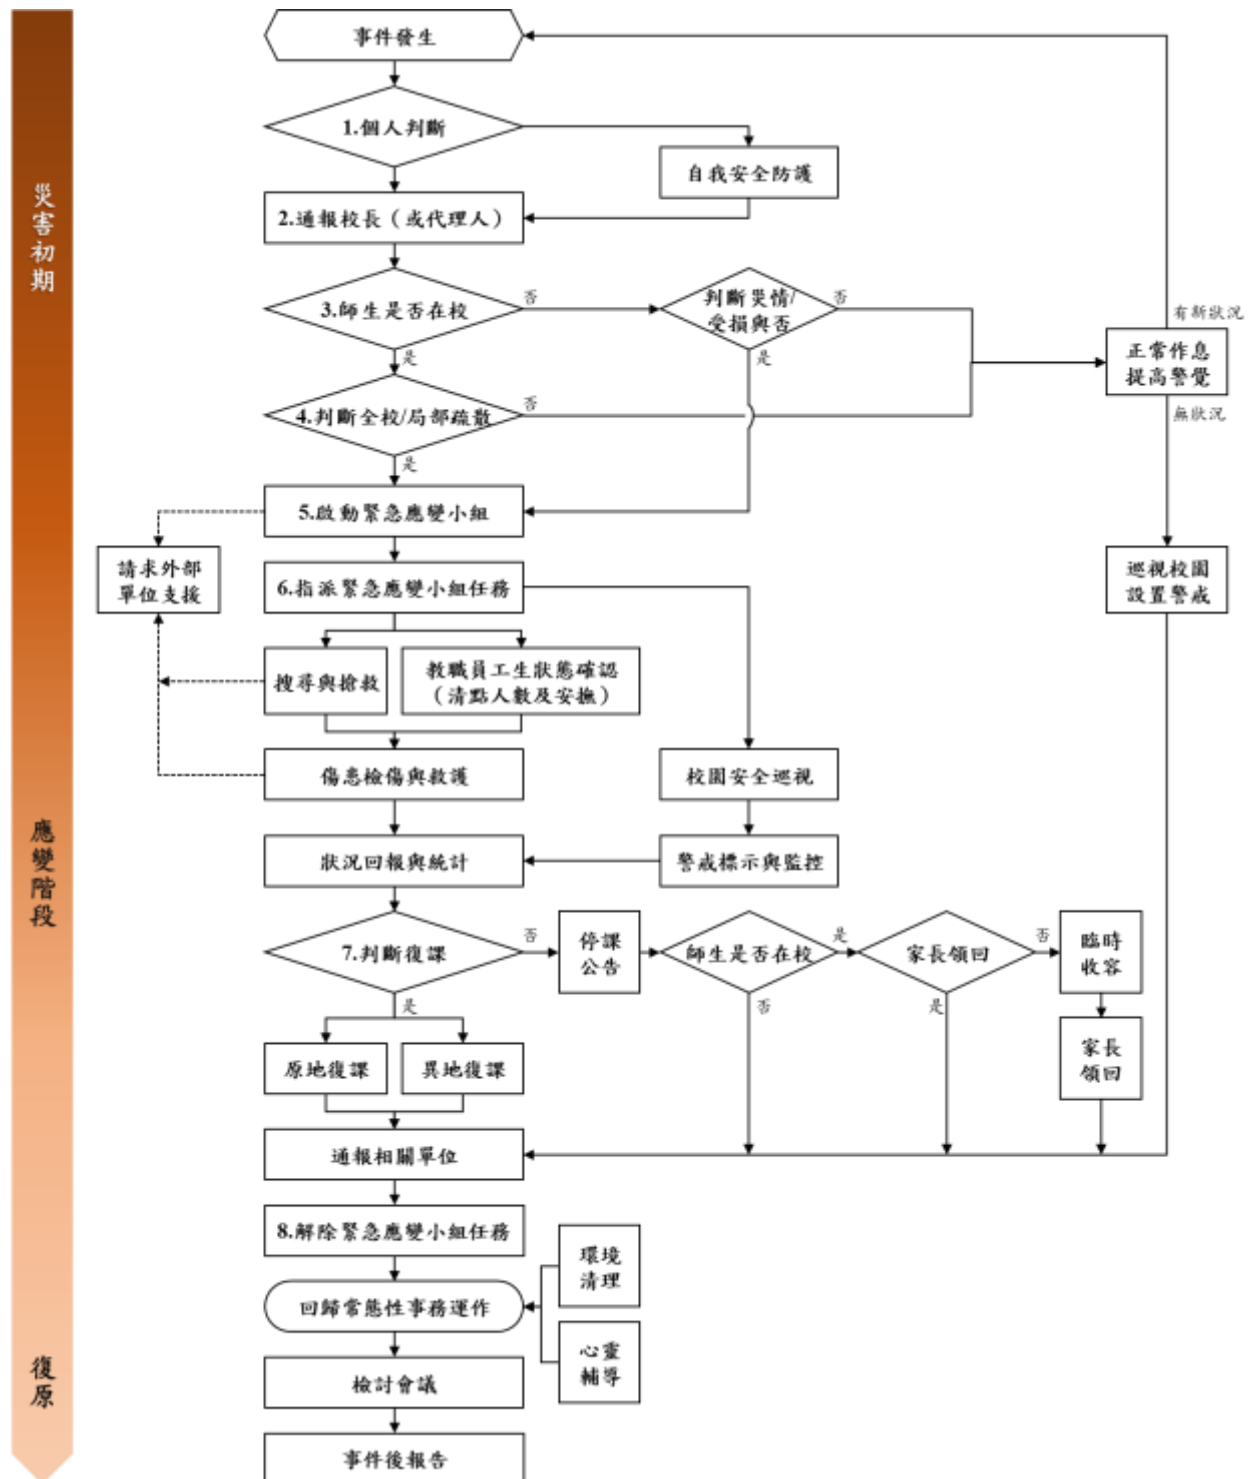 災害初期
應變階段
復原
事件發生
1.個人判斷
自我安全防護
2.通報校長（或代理人）
3.師生是否在校
否
判斷災情/
受損與否
否
有新狀況
正常作息
提高警覺
是
是
4.判斷全校/局部疏散
否
無狀況
是
5.啟動緊急應變小組
請求外部
單位支援
6.指派緊急應變小組任務
巡視校園
設置警戒
搜尋與搶救
教職員工生狀態確認
（清點人數及安撫）
傷患檢傷與救護
校園安全巡視
狀況回報與統計
警戒標示與監控
7.判斷復課
否
停課
公告
師生是否在校
是
家長領回
否
臨時
收容
是
否
是
原地復課
異地復課
家長
領回
通報相關單位
8.解除緊急應變小組任務
環境
清理
回歸常態性事務運作
心靈
輔導
檢討會議
事件後報告